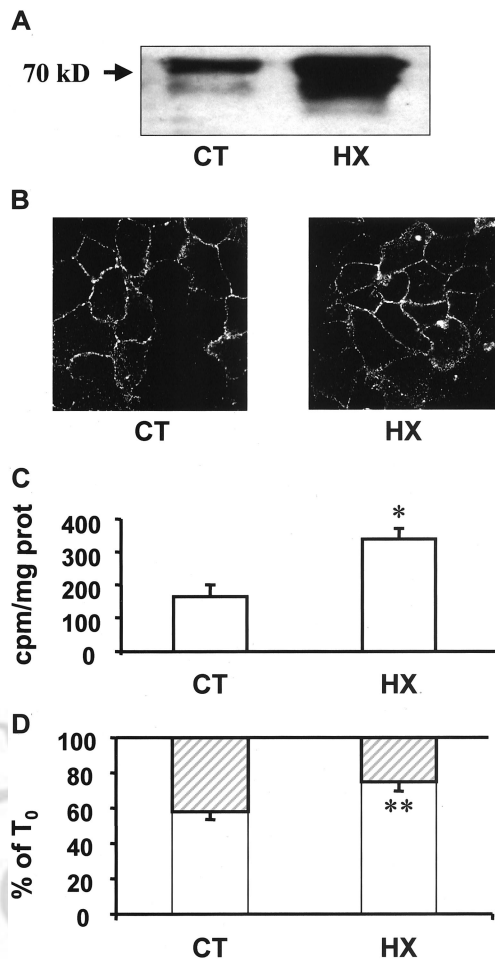 A
70 kD
CT HX
B
CT HX
C
cpm/mg prot
400
300
200
100
0
*
CT HX
D
% of T₀
100
80
60
40
20
0
**
CT HX